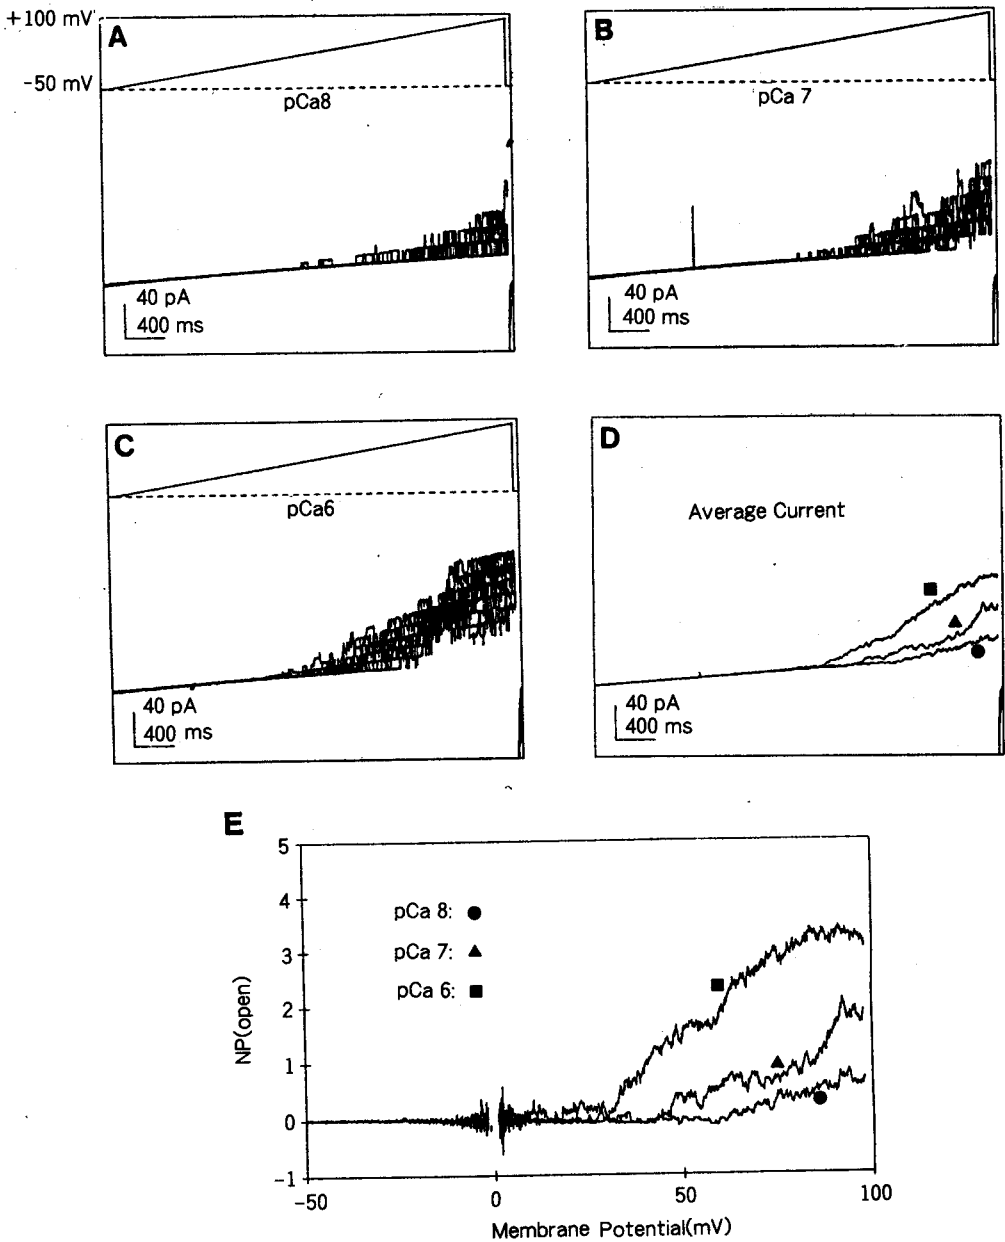 +100 mV
A
B
-50 mV
pCa8
pCa 7
40 pA
400 ms
40 pA
400 ms
C
D
pCa6
Average Current
40 pA
400 ms
40 pA
400 ms
E
5
4
3
2
1
0
-1
NP(open)
pCa 8: ●
pCa 7: ▲
pCa 6: ■
-50
0
50
100
Membrane Potential(mV)